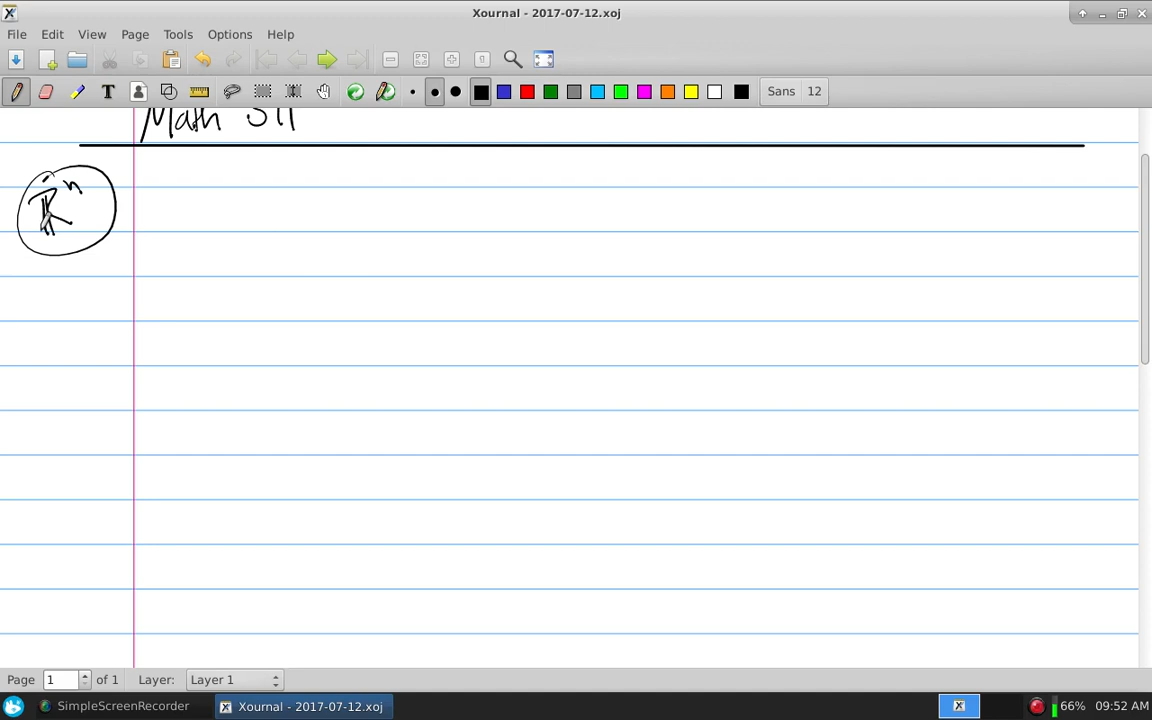 Xournal - 2017-07-12.xoj
File Edit View Page Tools Options Help
Sans 12
Math 311
ℝⁿ
Page 1 of 1 Layer: Layer 1
SimpleScreenRecorder Xournal - 2017-07-12.xoj 66% 09:52 AM